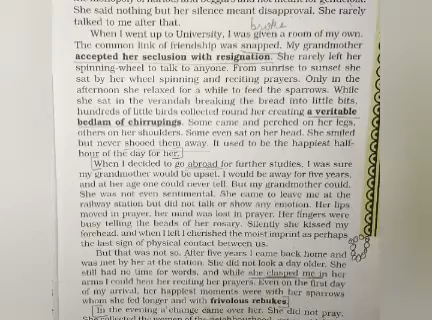 She said nothing but her silence meant disapproval. She rarely
talked to me after that.
broke
When I went up to University, I was given a room of my own.
The common link of friendship was snapped. My grandmother
accepted her seclusion with resignation. She rarely left her
spinning-wheel to talk to anyone. From sunrise to sunset she
sat by her wheel spinning and reciting prayers. Only in the
afternoon she relaxed for a while to feed the sparrows. While
she sat in the verandah breaking the bread into little bits,
hundreds of little birds collected round her creating a veritable
bedlam of chirrupings. Some came and perched on her legs,
others on her shoulders. Some even sat on her head. She smiled
but never shooed them away. It used to be the happiest half-
hour of the day for her.
When I decided to go abroad for further studies, I was sure
my grandmother would be upset. I would be away for five years,
and at her age one could never tell. But my grandmother could.
She was not even sentimental. She came to leave me at the
railway station but did not talk or show any emotion. Her lips
moved in prayer, her mind was lost in prayer. Her fingers were
busy telling the beads of her rosary. Silently she kissed my
forehead, and when I left I cherished the moist imprint as perhaps
the last sign of physical contact between us.
But that was not so. After five years I came back home and
was met by her at the station. She did not look a day older. She
still had no time for words, and while she clasped me in her
arms I could hear her reciting her prayers. Even on the first day
of my arrival, her happiest moments were with her sparrows
whom she fed longer and with frivolous rebukes.
In the evening a change came over her. She did not pray.
She collected the women of the neighbourhood,